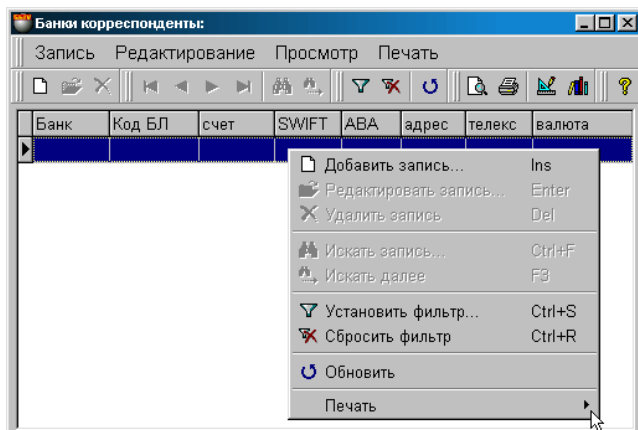 Банки корреспонденты:
Запись Редактирование Просмотр Печать
Банк Код БЛ счет SWIFT ABA адрес телекс валюта
Добавить запись... Ins
Редактировать запись... Enter
Удалить запись Del
Искать запись... Ctrl+F
Искать далее F3
Установить фильтр... Ctrl+S
Сбросить фильтр Ctrl+R
Обновить
Печать